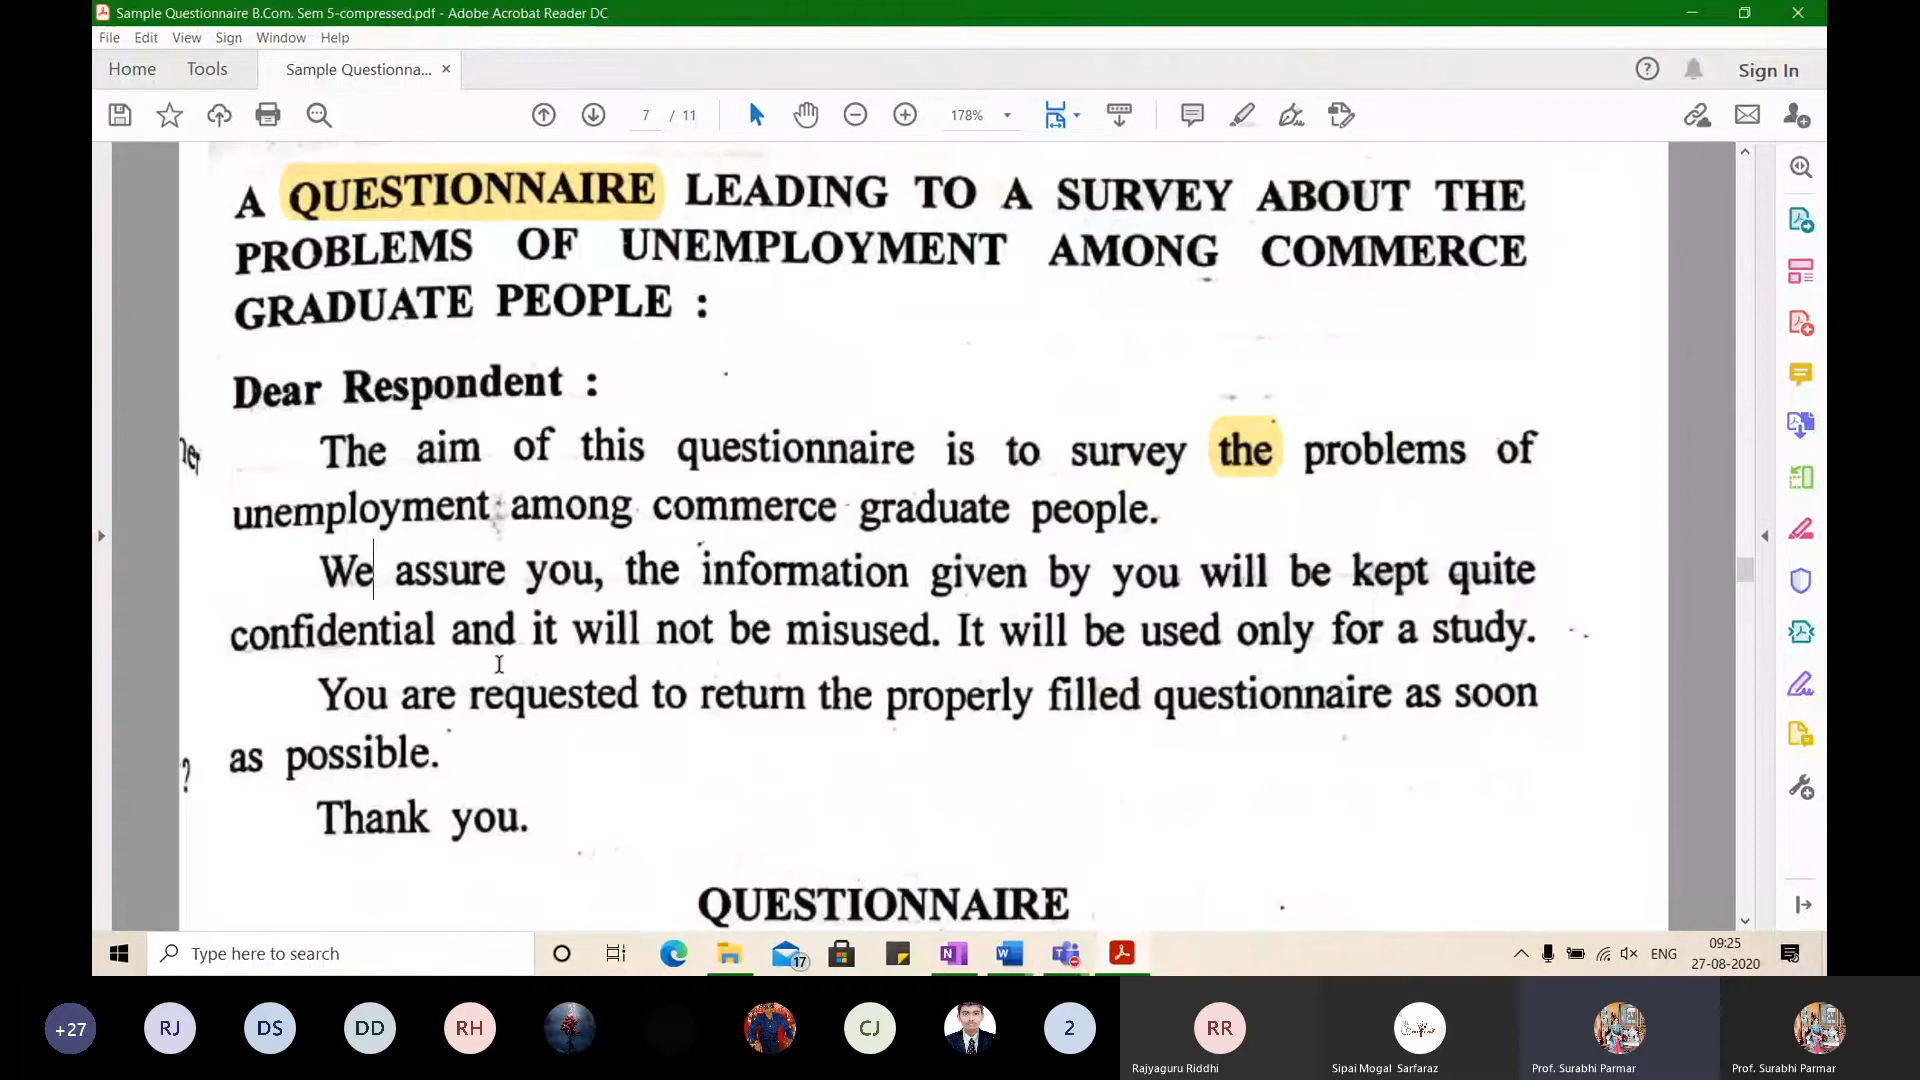 Sample Questionnaire B.Com. Sem 5-compressed.pdf - Adobe Acrobat Reader DC
File Edit View Sign Window Help
Home Tools Sample Questionna... × Sign In
7 / 11 178%
A QUESTIONNAIRE LEADING TO A SURVEY ABOUT THE
PROBLEMS OF UNEMPLOYMENT AMONG COMMERCE
GRADUATE PEOPLE :
Dear Respondent :
The aim of this questionnaire is to survey the problems of
unemployment among commerce graduate people.
We assure you, the information given by you will be kept quite
confidential and it will not be misused. It will be used only for a study.
You are requested to return the properly filled questionnaire as soon
as possible.
?
Thank you.
QUESTIONNAIRE
Type here to search
17
ENG
09:25
27-08-2020
+27 RJ DS DD RH CJ 2 RR
Rajyaguru Riddhi Sipai Mogal Sarfaraz Prof. Surabhi Parmar Prof. Surabhi Parmar